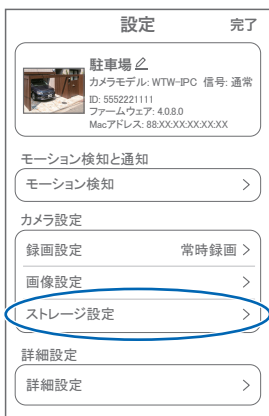 設定 完了
駐車場
カメラモデル: WTW-IPC 信号: 通常
ID: 5552221111
ファームウェア: 4.0.8.0
Macアドレス: 88:XX:XX:XX:XX:XX
モーション検知と通知
モーション検知 >
カメラ設定
録画設定 常時録画 >
画像設定 >
ストレージ設定 >
詳細設定
詳細設定 >